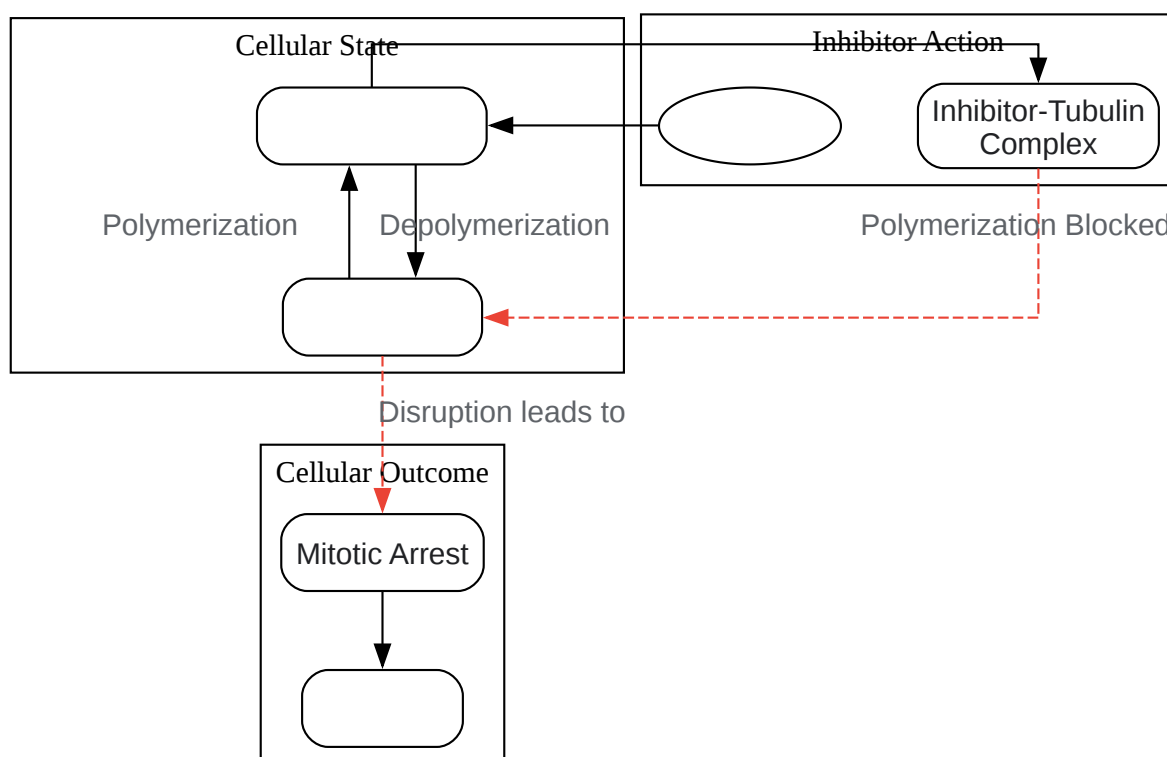 Cellular State
Inhibitor Action
Inhibitor-Tubulin
Complex
Polymerization
Depolymerization
Polymerization Blocked
Disruption leads to
Cellular Outcome
Mitotic Arrest